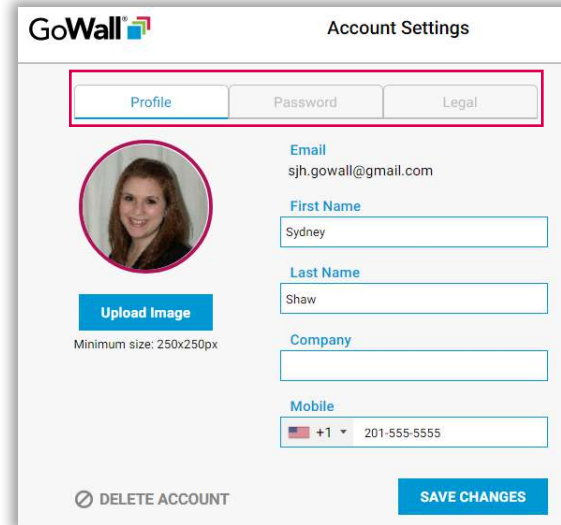 GoWall®
Account Settings
Profile Password Legal
Email
sjh.gowall@gmail.com
First Name
Sydney
Last Name
Shaw
Upload Image
Minimum size: 250x250px
Company
Mobile
+1 201-555-5555
DELETE ACCOUNT
SAVE CHANGES